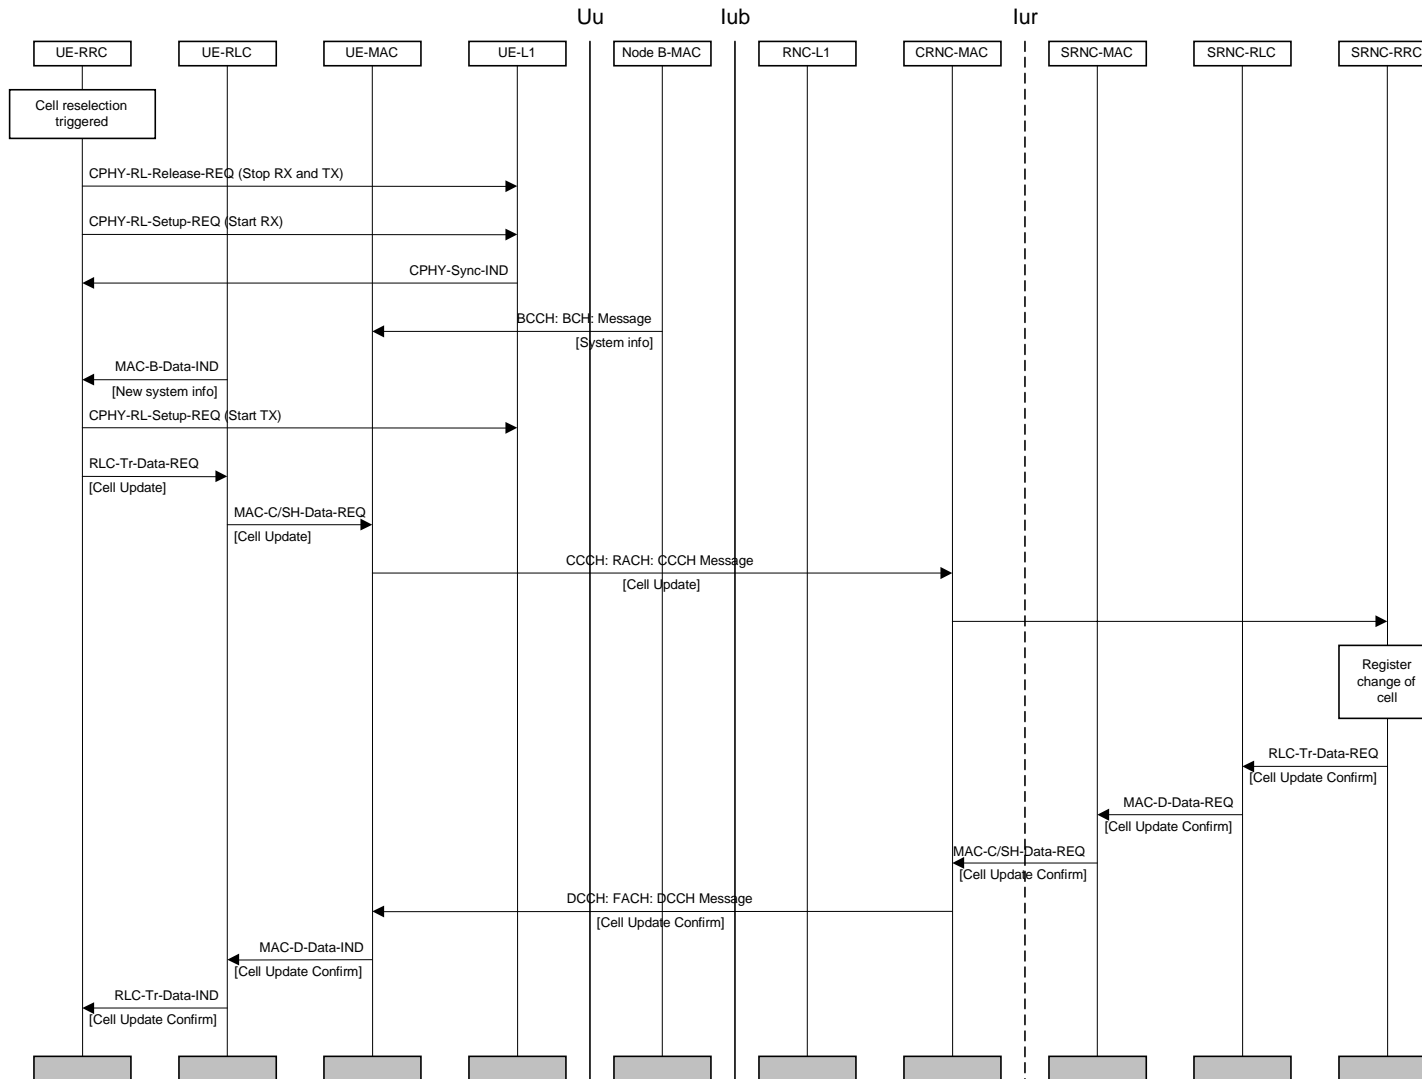 Uu
Iub
Iur
UE-RRC
UE-RLC
UE-MAC
UE-L1
Node B-MAC
RNC-L1
CRNC-MAC
SRNC-MAC
SRNC-RLC
SRNC-RRC
Cell reselection
triggered
CPHY-RL-Release-REQ (Stop RX and TX)
CPHY-RL-Setup-REQ (Start RX)
CPHY-Sync-IND
BCCH: BCH: Message
[System info]
MAC-B-Data-IND
[New system info]
CPHY-RL-Setup-REQ (Start TX)
RLC-Tr-Data-REQ
[Cell Update]
MAC-C/SH-Data-REQ
[Cell Update]
CCCH: RACH: CCCH Message
[Cell Update]
Register
change of
cell
RLC-Tr-Data-REQ
[Cell Update Confirm]
MAC-D-Data-REQ
[Cell Update Confirm]
MAC-C/SH-Data-REQ
[Cell Update Confirm]
DCCH: FACH: DCCH Message
[Cell Update Confirm]
MAC-D-Data-IND
[Cell Update Confirm]
RLC-Tr-Data-IND
[Cell Update Confirm]